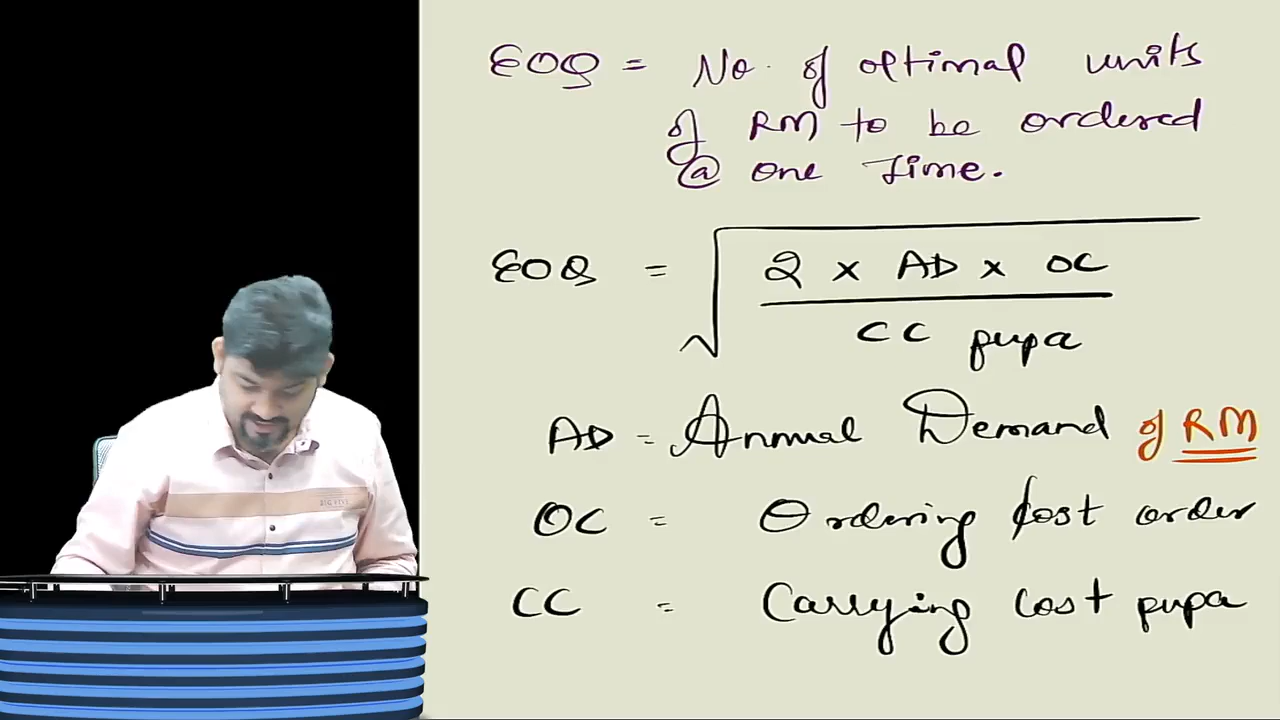 EOQ = No. of optimal units
of RM to be ordered
@ one time.
EOQ = √ 2 x AD x OC
CC pupa
AD = Annual Demand of RM
OC = Ordering Cost order
CC = Carrying Cost pupa